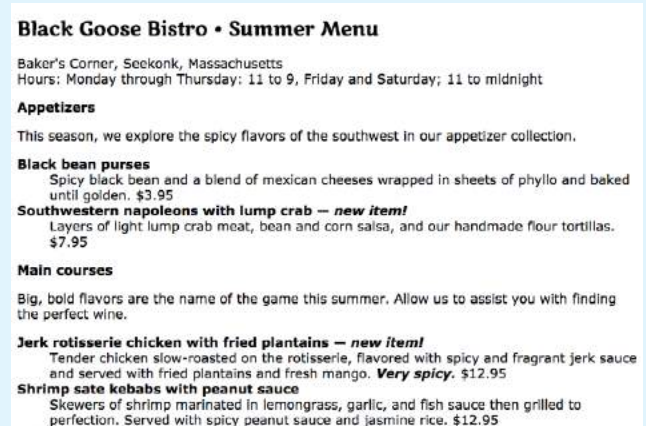 Black Goose Bistro • Summer Menu
Baker's Corner, Seekonk, Massachusetts
Hours: Monday through Thursday: 11 to 9, Friday and Saturday; 11 to midnight
Appetizers
This season, we explore the spicy flavors of the southwest in our appetizer collection.
Black bean purses
Spicy black bean and a blend of mexican cheeses wrapped in sheets of phyllo and baked
until golden. $3.95
Southwestern napoleons with lump crab — new item!
Layers of light lump crab meat, bean and corn salsa, and our handmade flour tortillas.
$7.95
Main courses
Big, bold flavors are the name of the game this summer. Allow us to assist you with finding
the perfect wine.
Jerk rotisserie chicken with fried plantains — new item!
Tender chicken slow-roasted on the rotisserie, flavored with spicy and fragrant jerk sauce
and served with fried plantains and fresh mango. Very spicy. $12.95
Shrimp sate kebabs with peanut sauce
Skewers of shrimp marinated in lemongrass, garlic, and fish sauce then grilled to
perfection. Served with spicy peanut sauce and jasmine rice. $12.95